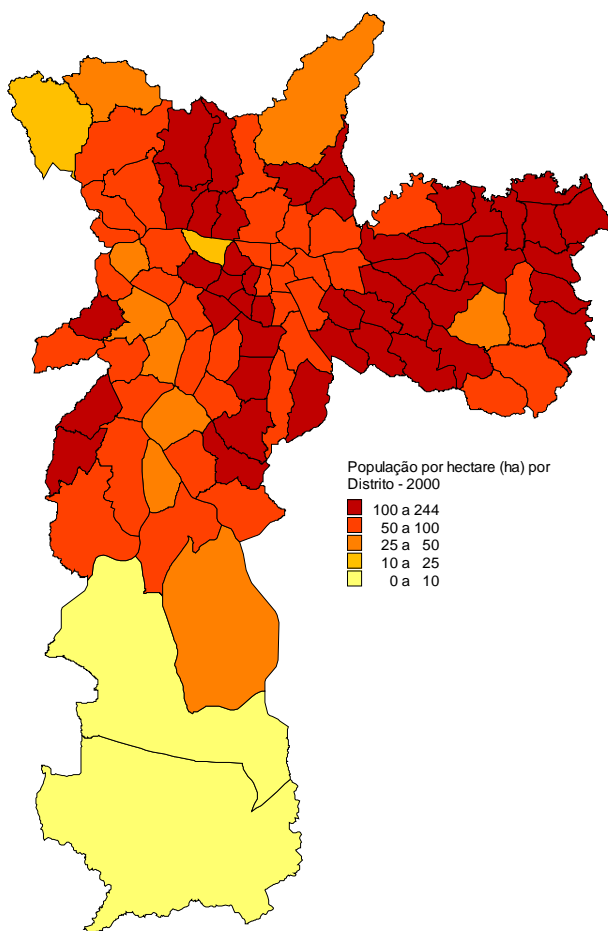 População por hectare (ha) por
Distrito - 2000
100 a 244
50 a 100
25 a 50
10 a 25
0 a 10